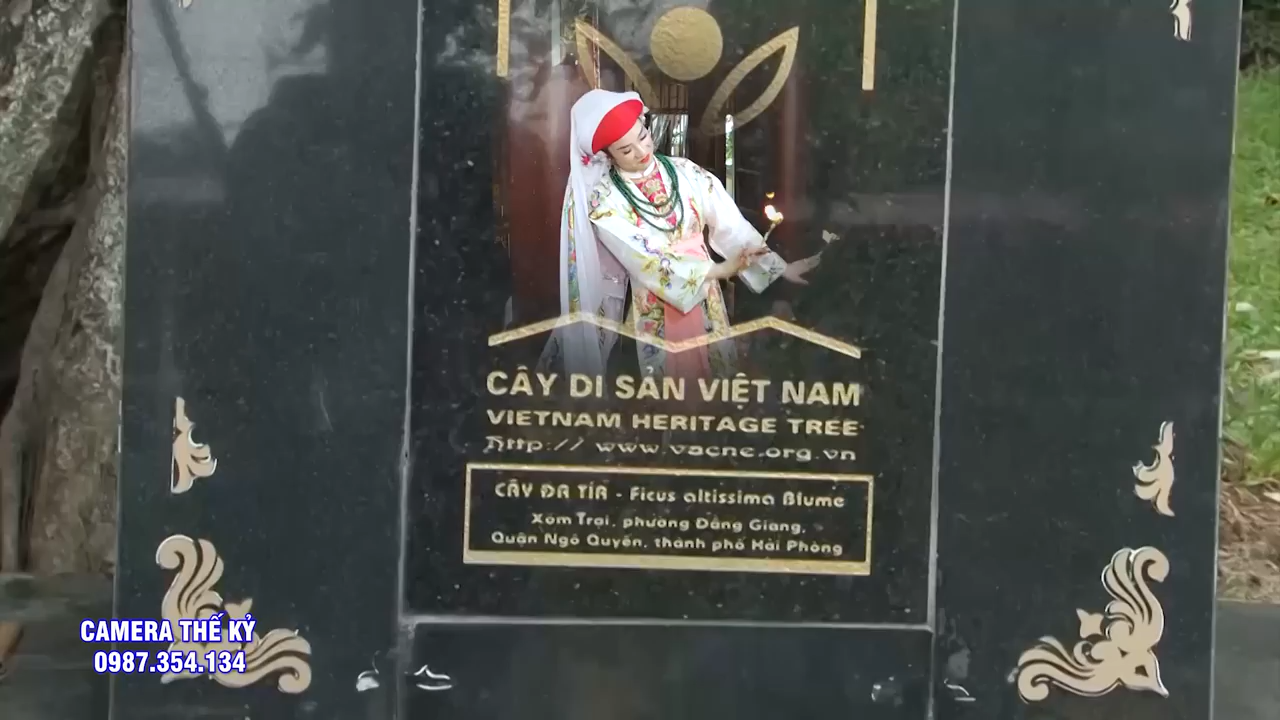 CÂY DI SẢN VIỆT NAM
VIETNAM HERITAGE TREE
http:// www.vacne.org.vn
CÂY ĐA TÍA - Ficus altissima Blume
Xóm Trại, phường Đằng Giang,
Quận Ngô Quyền, thành phố Hải Phòng
CAMERA THẾ KỶ
0987.354.134